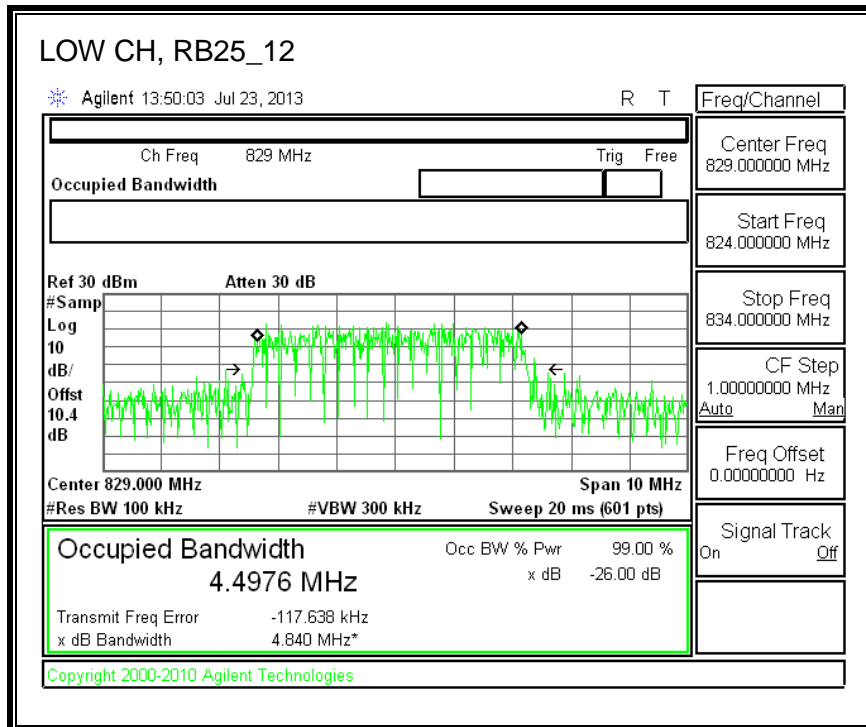 LOW CH, RB25_12
Agilent 13:50:03 Jul 23, 2013 R T
Freq/Channel
Ch Freq 829 MHz Trig Free
Occupied Bandwidth
Center Freq
829.000000 MHz
Start Freq
824.000000 MHz
Stop Freq
834.000000 MHz
CF Step
1.00000000 MHz
Auto Man
Freq Offset
0.00000000 Hz
Signal Track
On Off
Ref 30 dBm Atten 30 dB
#Samp
Log
10
dB/
Offst
10.4
dB
Center 829.000 MHz Span 10 MHz
#Res BW 100 kHz #VBW 300 kHz Sweep 20 ms (601 pts)
Occupied Bandwidth Occ BW % Pwr 99.00 %
4.4976 MHz x dB -26.00 dB
Transmit Freq Error -117.638 kHz
x dB Bandwidth 4.840 MHz*
Copyright 2000-2010 Agilent Technologies